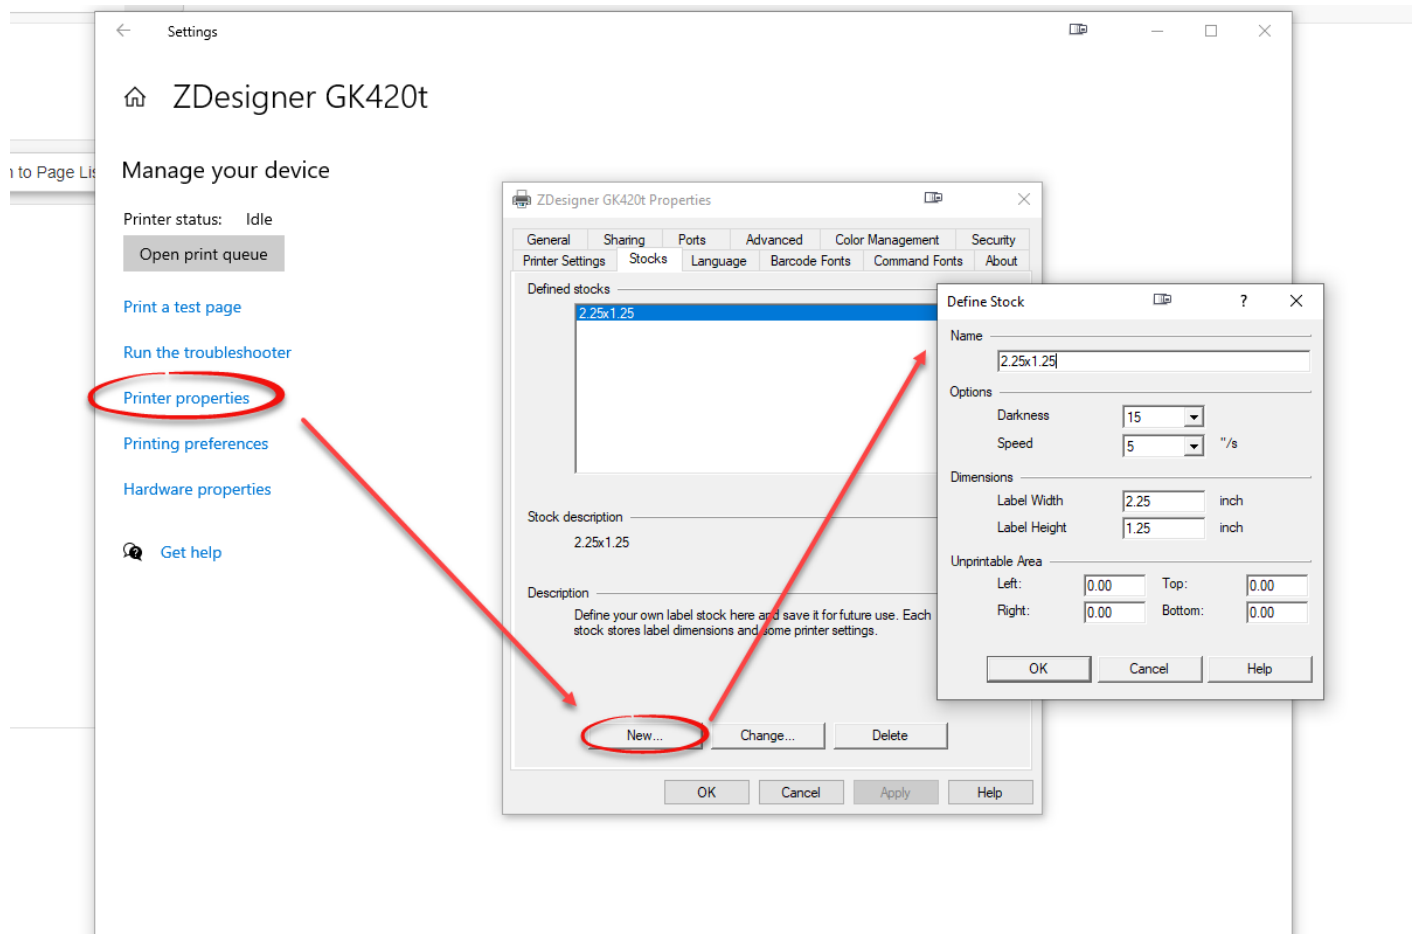 Settings
ZDesigner GK420t
Manage your device
to Page Lis
Printer status: Idle
Open print queue
Print a test page
Run the troubleshooter
Printer properties
Printing preferences
Hardware properties
Get help
ZDesigner GK420t Properties
General Sharing Ports Advanced Color Management Security
Printer Settings Stocks Language Barcode Fonts Command Fonts About
Defined stocks
2.25x1.25
Stock description
2.25x1.25
Description
Define your own label stock here and save it for future use. Each
stock stores label dimensions and some printer settings.
New... Change... Delete
OK Cancel Apply Help
Define Stock ?
Name
2.25x1.25
Options
Darkness 15
Speed 5 "/s
Dimensions
Label Width 2.25 inch
Label Height 1.25 inch
Unprintable Area
Left: 0.00 Top: 0.00
Right: 0.00 Bottom: 0.00
OK Cancel Help